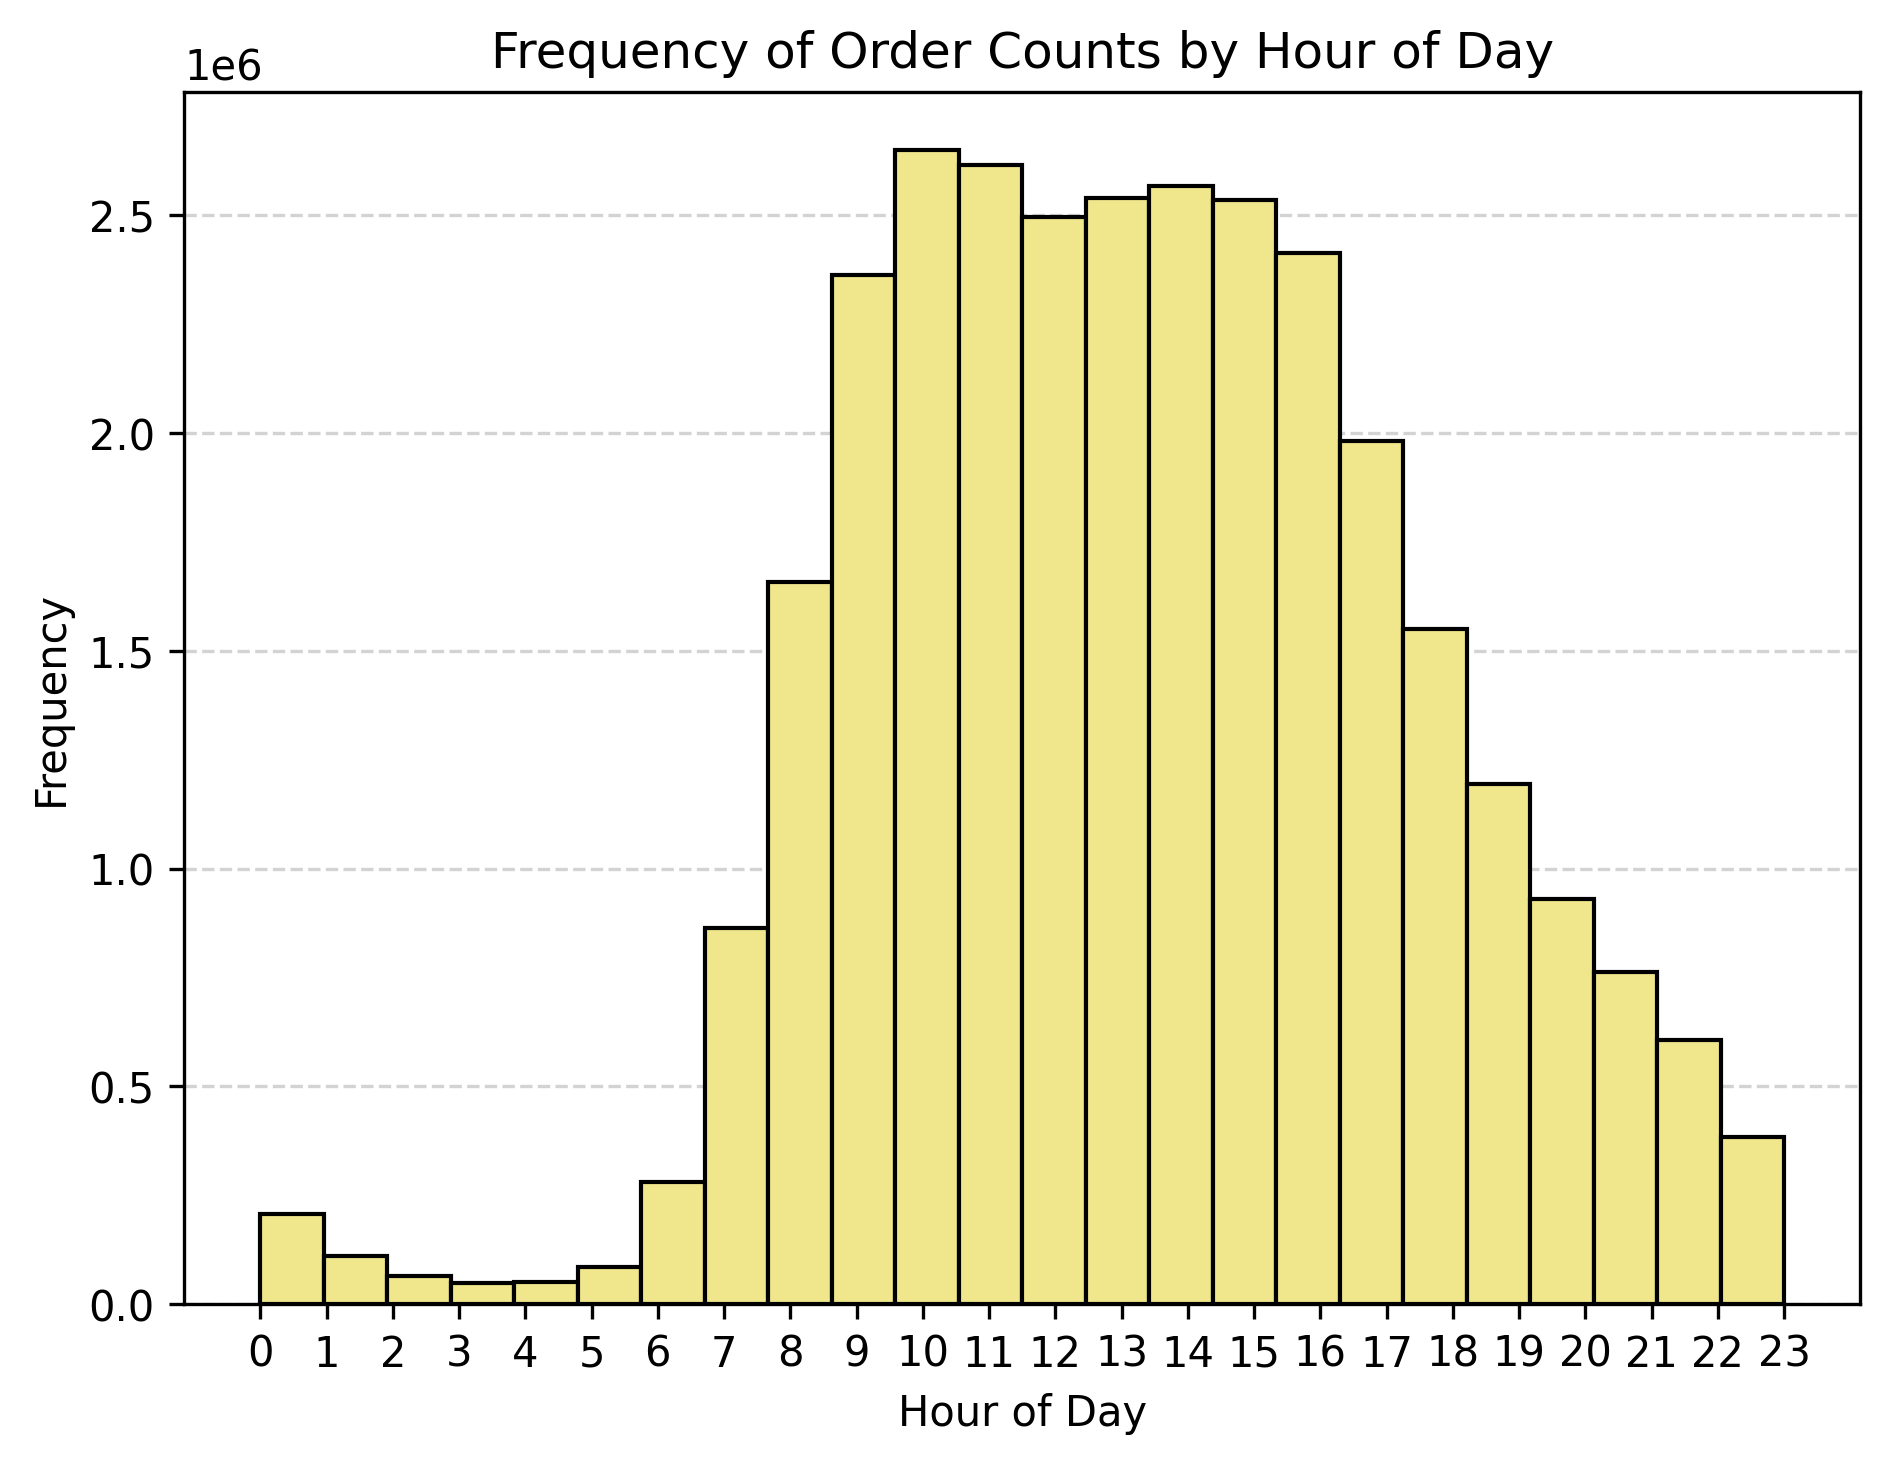 Frequency of Order Counts by Hour of Day
1e6
2.5
2.0
1.5
1.0
0.5
0.0
Frequency
0 1 2 3 4 5 6 7 8 9 10 11 12 13 14 15 16 17 18 19 20 21 22 23
Hour of Day